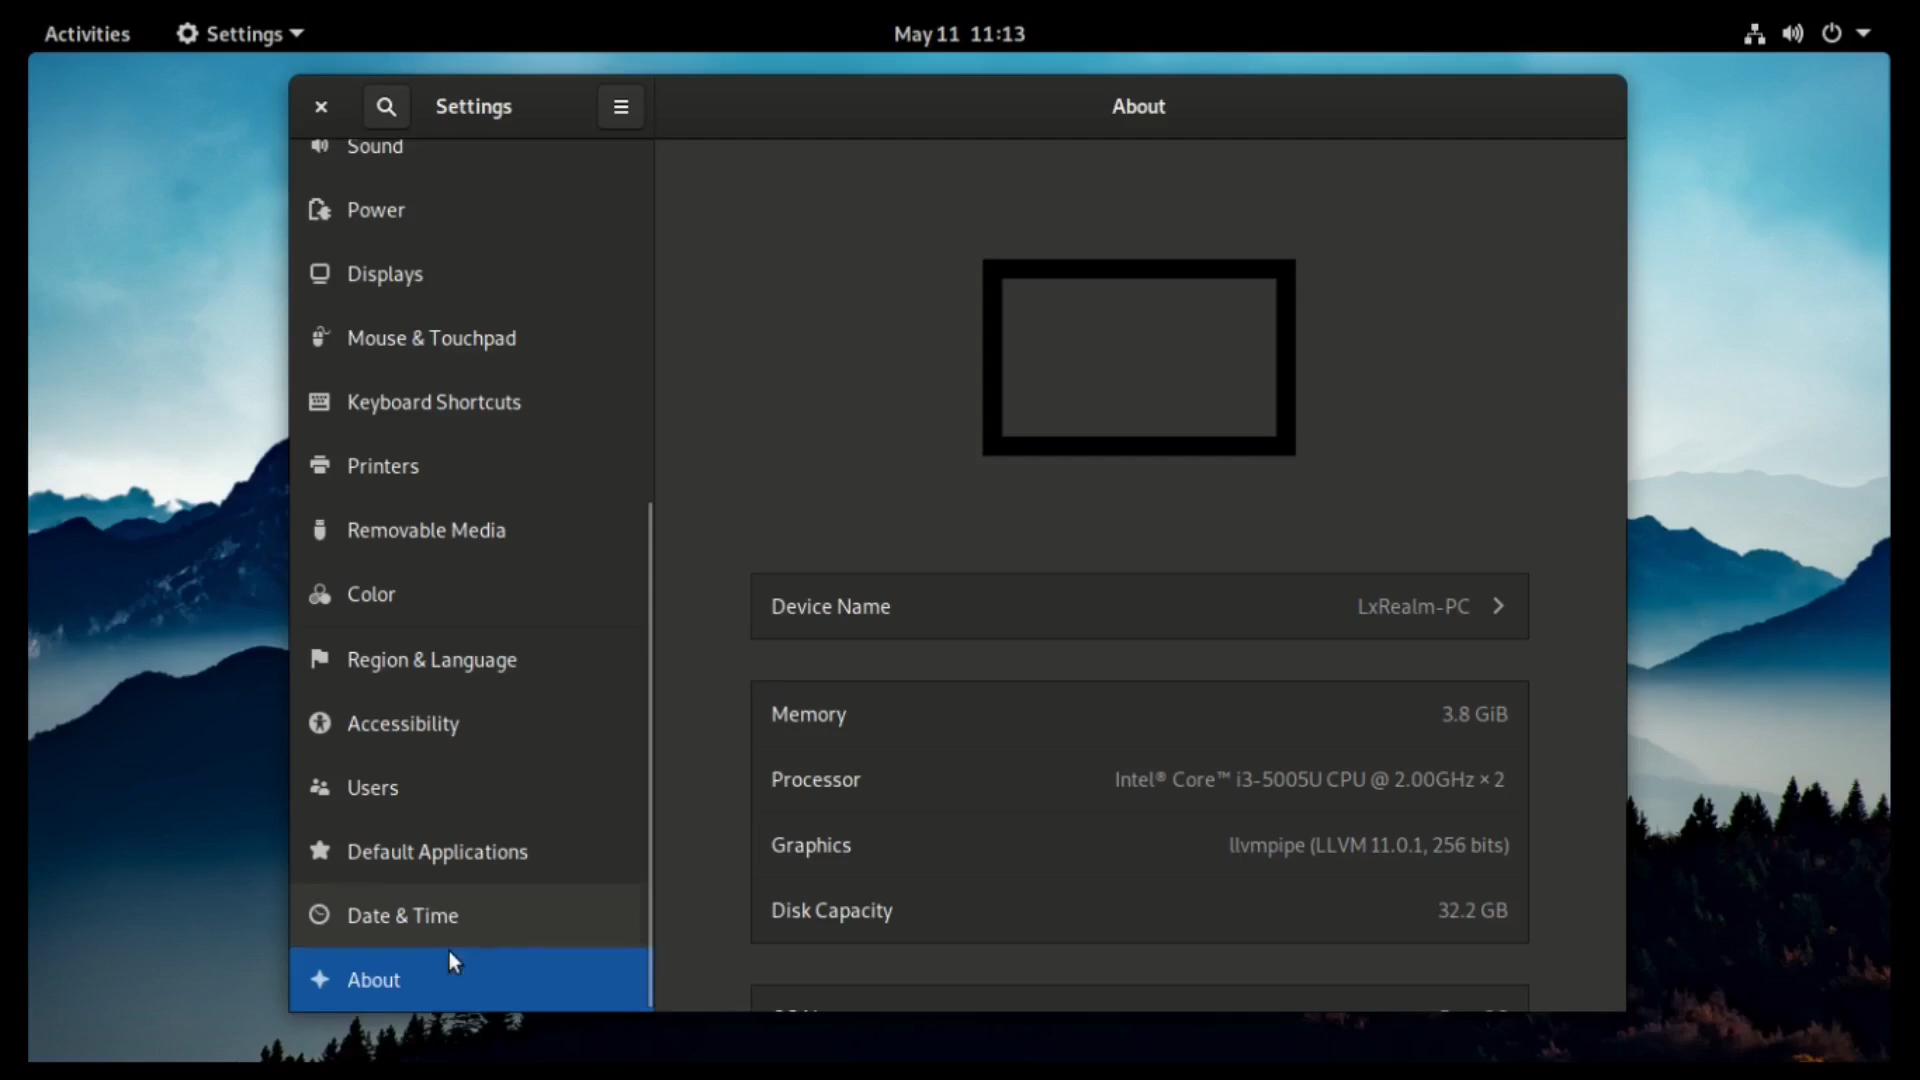 Activities
Settings
May 11 11:13
Settings
About
Sound
Power
Displays
Mouse & Touchpad
Keyboard Shortcuts
Printers
Removable Media
Color
Region & Language
Accessibility
Users
Default Applications
Date & Time
About
Device Name LxRealm-PC
Memory 3.8 GiB
Processor Intel® Core™ i3-5005U CPU @ 2.00GHz × 2
Graphics llvmpipe (LLVM 11.0.1, 256 bits)
Disk Capacity 32.2 GB